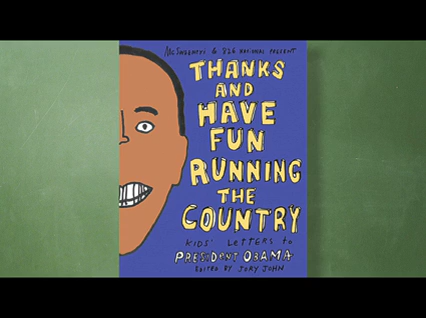 McSWEENEY'S & 826 NATIONAL PRESENT
THANKS
AND
HAVE
FUN
RUNNING
THE
COUNTRY
KIDS' LETTERS to
PRESIDENT OBAMA
EDITED BY JORY JOHN